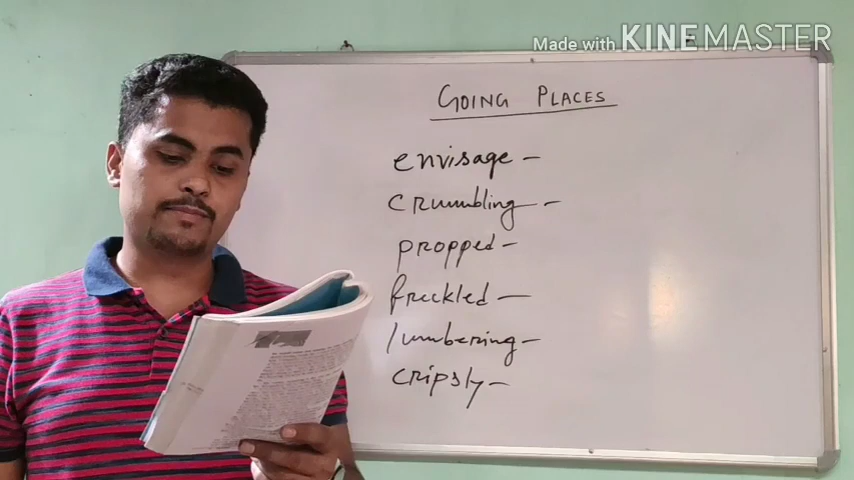 Made with KINEMASTER
GOING PLACES
envisage -
crumbling -
propped -
freckled -
lumbering -
cripsly -